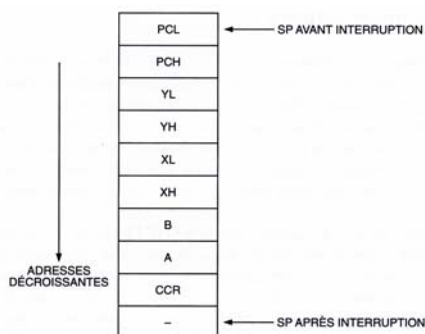 PCL
SP AVANT INTERRUPTION
PCH
YL
YH
XL
XH
B
A
ADRESSES
DÉCROISSANTES
CCR
–
SP APRÈS INTERRUPTION